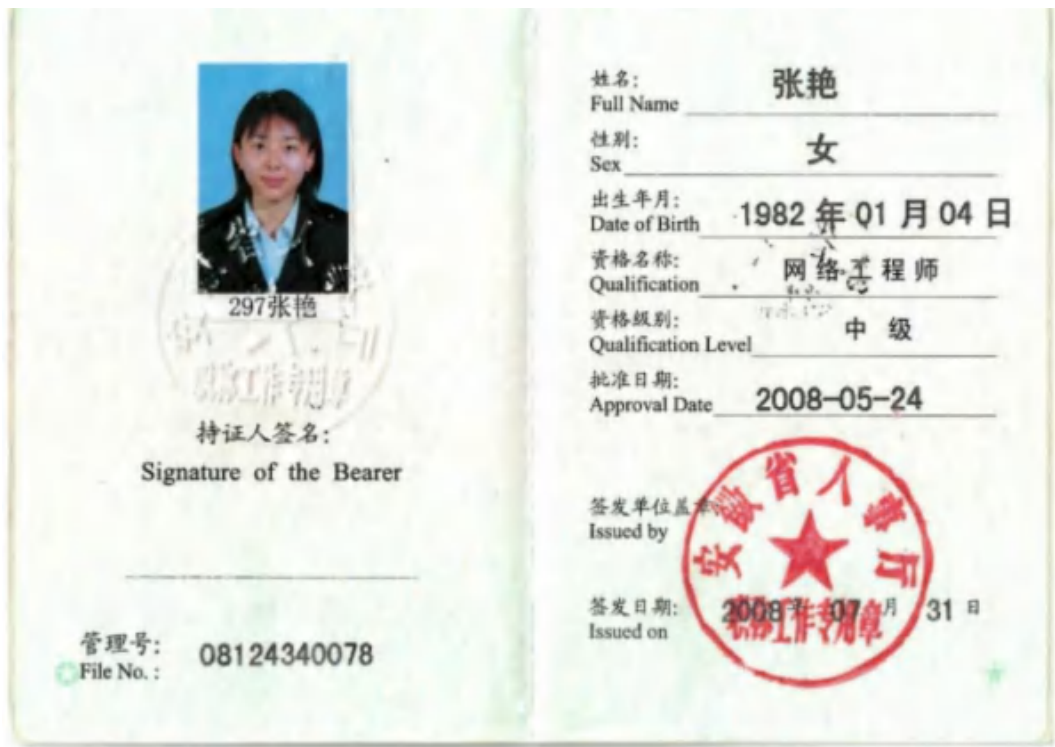 297张艳
持证人签名:
Signature of the Bearer
管理号:
File No. :
08124340078
姓名:
Full Name
张艳
性别:
Sex
女
出生年月:
Date of Birth
1982 年 01 月 04 日
资格名称:
Qualification
网 络 工 程 师
资格级别:
Qualification Level
中 级
批准日期:
Approval Date
2008-05-24
签发单位盖章
Issued by
安徽省人事厅
职称工作专用章
签发日期:
Issued on
2008 年 07 月 31 日